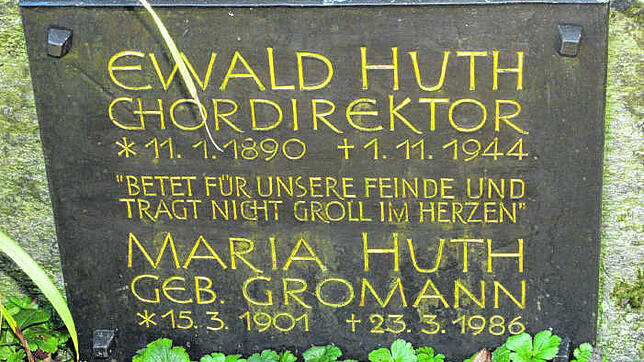 EWALD HUTH
CHORDIREKTOR
* 11. 1. 1890 + 1. 11. 1944.
"BETET FÜR UNSERE FEINDE UND
TRAGT NICHT GROLL IM HERZEN"
MARIA HUTH
GEB. GROMANN
* 15. 3. 1901 + 23. 3. 1986